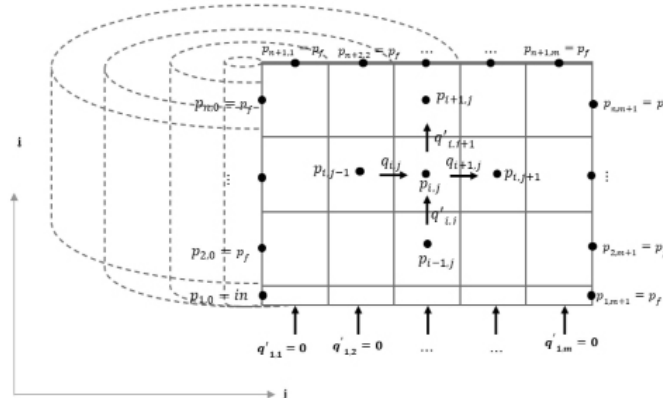 p_{n+1,1} = p_f p_{n+2,2} = p_f ... ... p_{n+1,m} = p_f
p_{n,0} = p_f p_{i+1,j} p_{n,m+1} = p
i q'_{i,j+1}
⋮ p_{i,j-1} q_{i,j} p_{i,j} q_{i+1,j} p_{i,j+1} ⋮
q'_{i,j}
p_{2,0} = p_f p_{i-1,j} p_{2,m+1} = p
p_{1,0} = in p_{1,m+1} = p_f
q'_{1,1} = 0 q'_{1,2} = 0 ... ... q'_{1,m} = 0
j